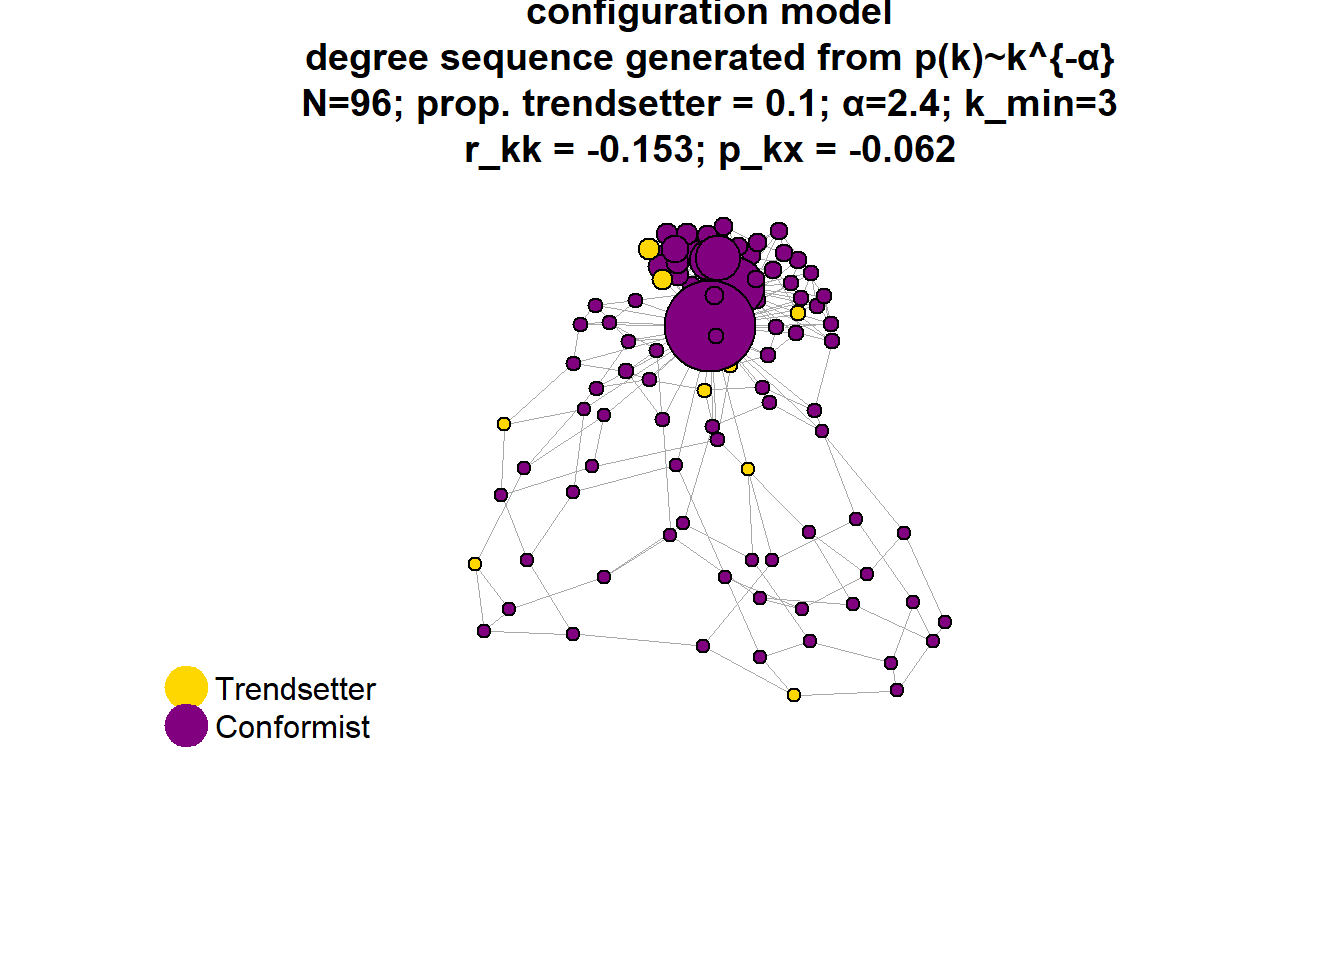 configuration model
degree sequence generated from p(k)~k^{-α}
N=96; prop. trendsetter = 0.1; α=2.4; k_min=3
r_kk = -0.153; p_kx = -0.062
Trendsetter
Conformist